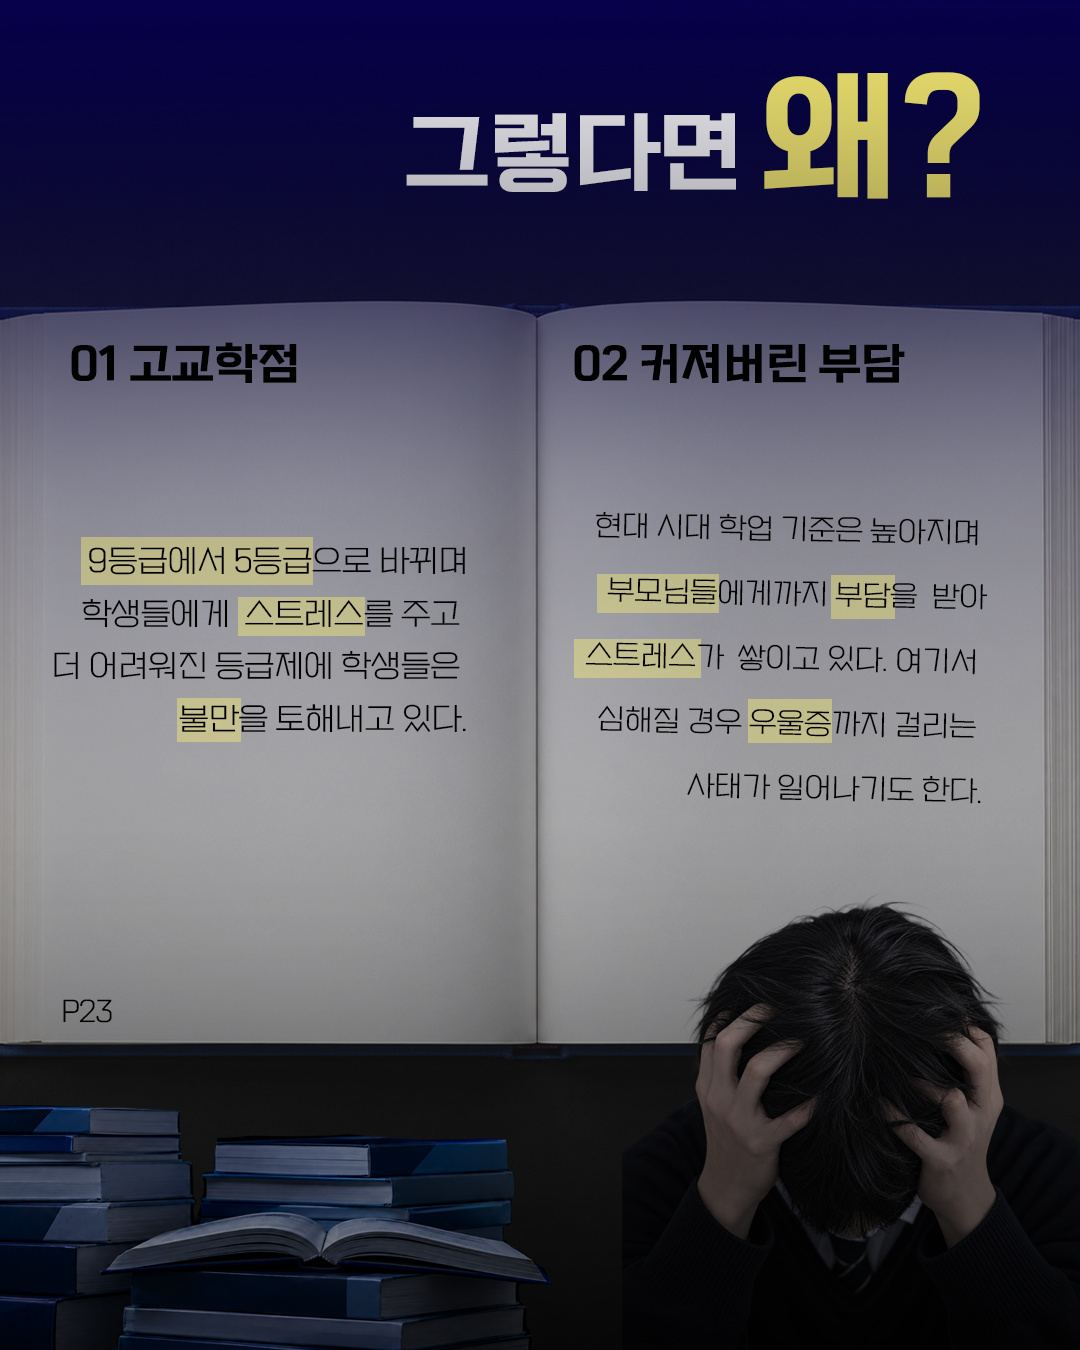 그렇다면 왜?
01 고교학점
9등급에서 5등급으로 바뀌며
학생들에게 스트레스를 주고
더 어려워진 등급제에 학생들은
불만을 토해내고 있다.
P23
02 커져버린 부담
현대 시대 학업 기준은 높아지며
부모님들에게까지 부담을 받아
스트레스가 쌓이고 있다. 여기서
심해질 경우 우울증까지 걸리는
사태가 일어나기도 한다.